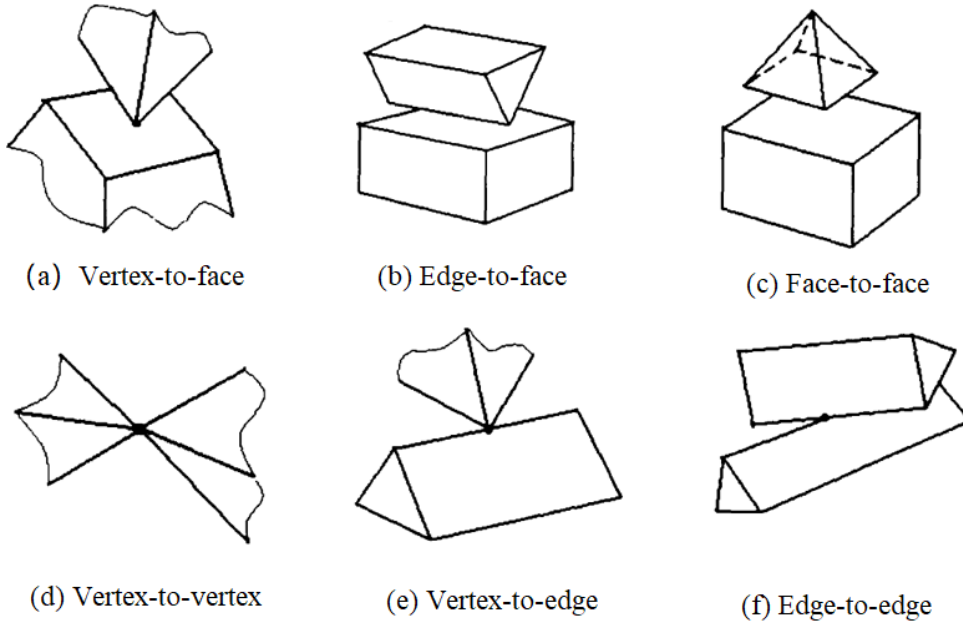 (a) Vertex-to-face
(b) Edge-to-face
(c) Face-to-face
(d) Vertex-to-vertex
(e) Vertex-to-edge
(f) Edge-to-edge